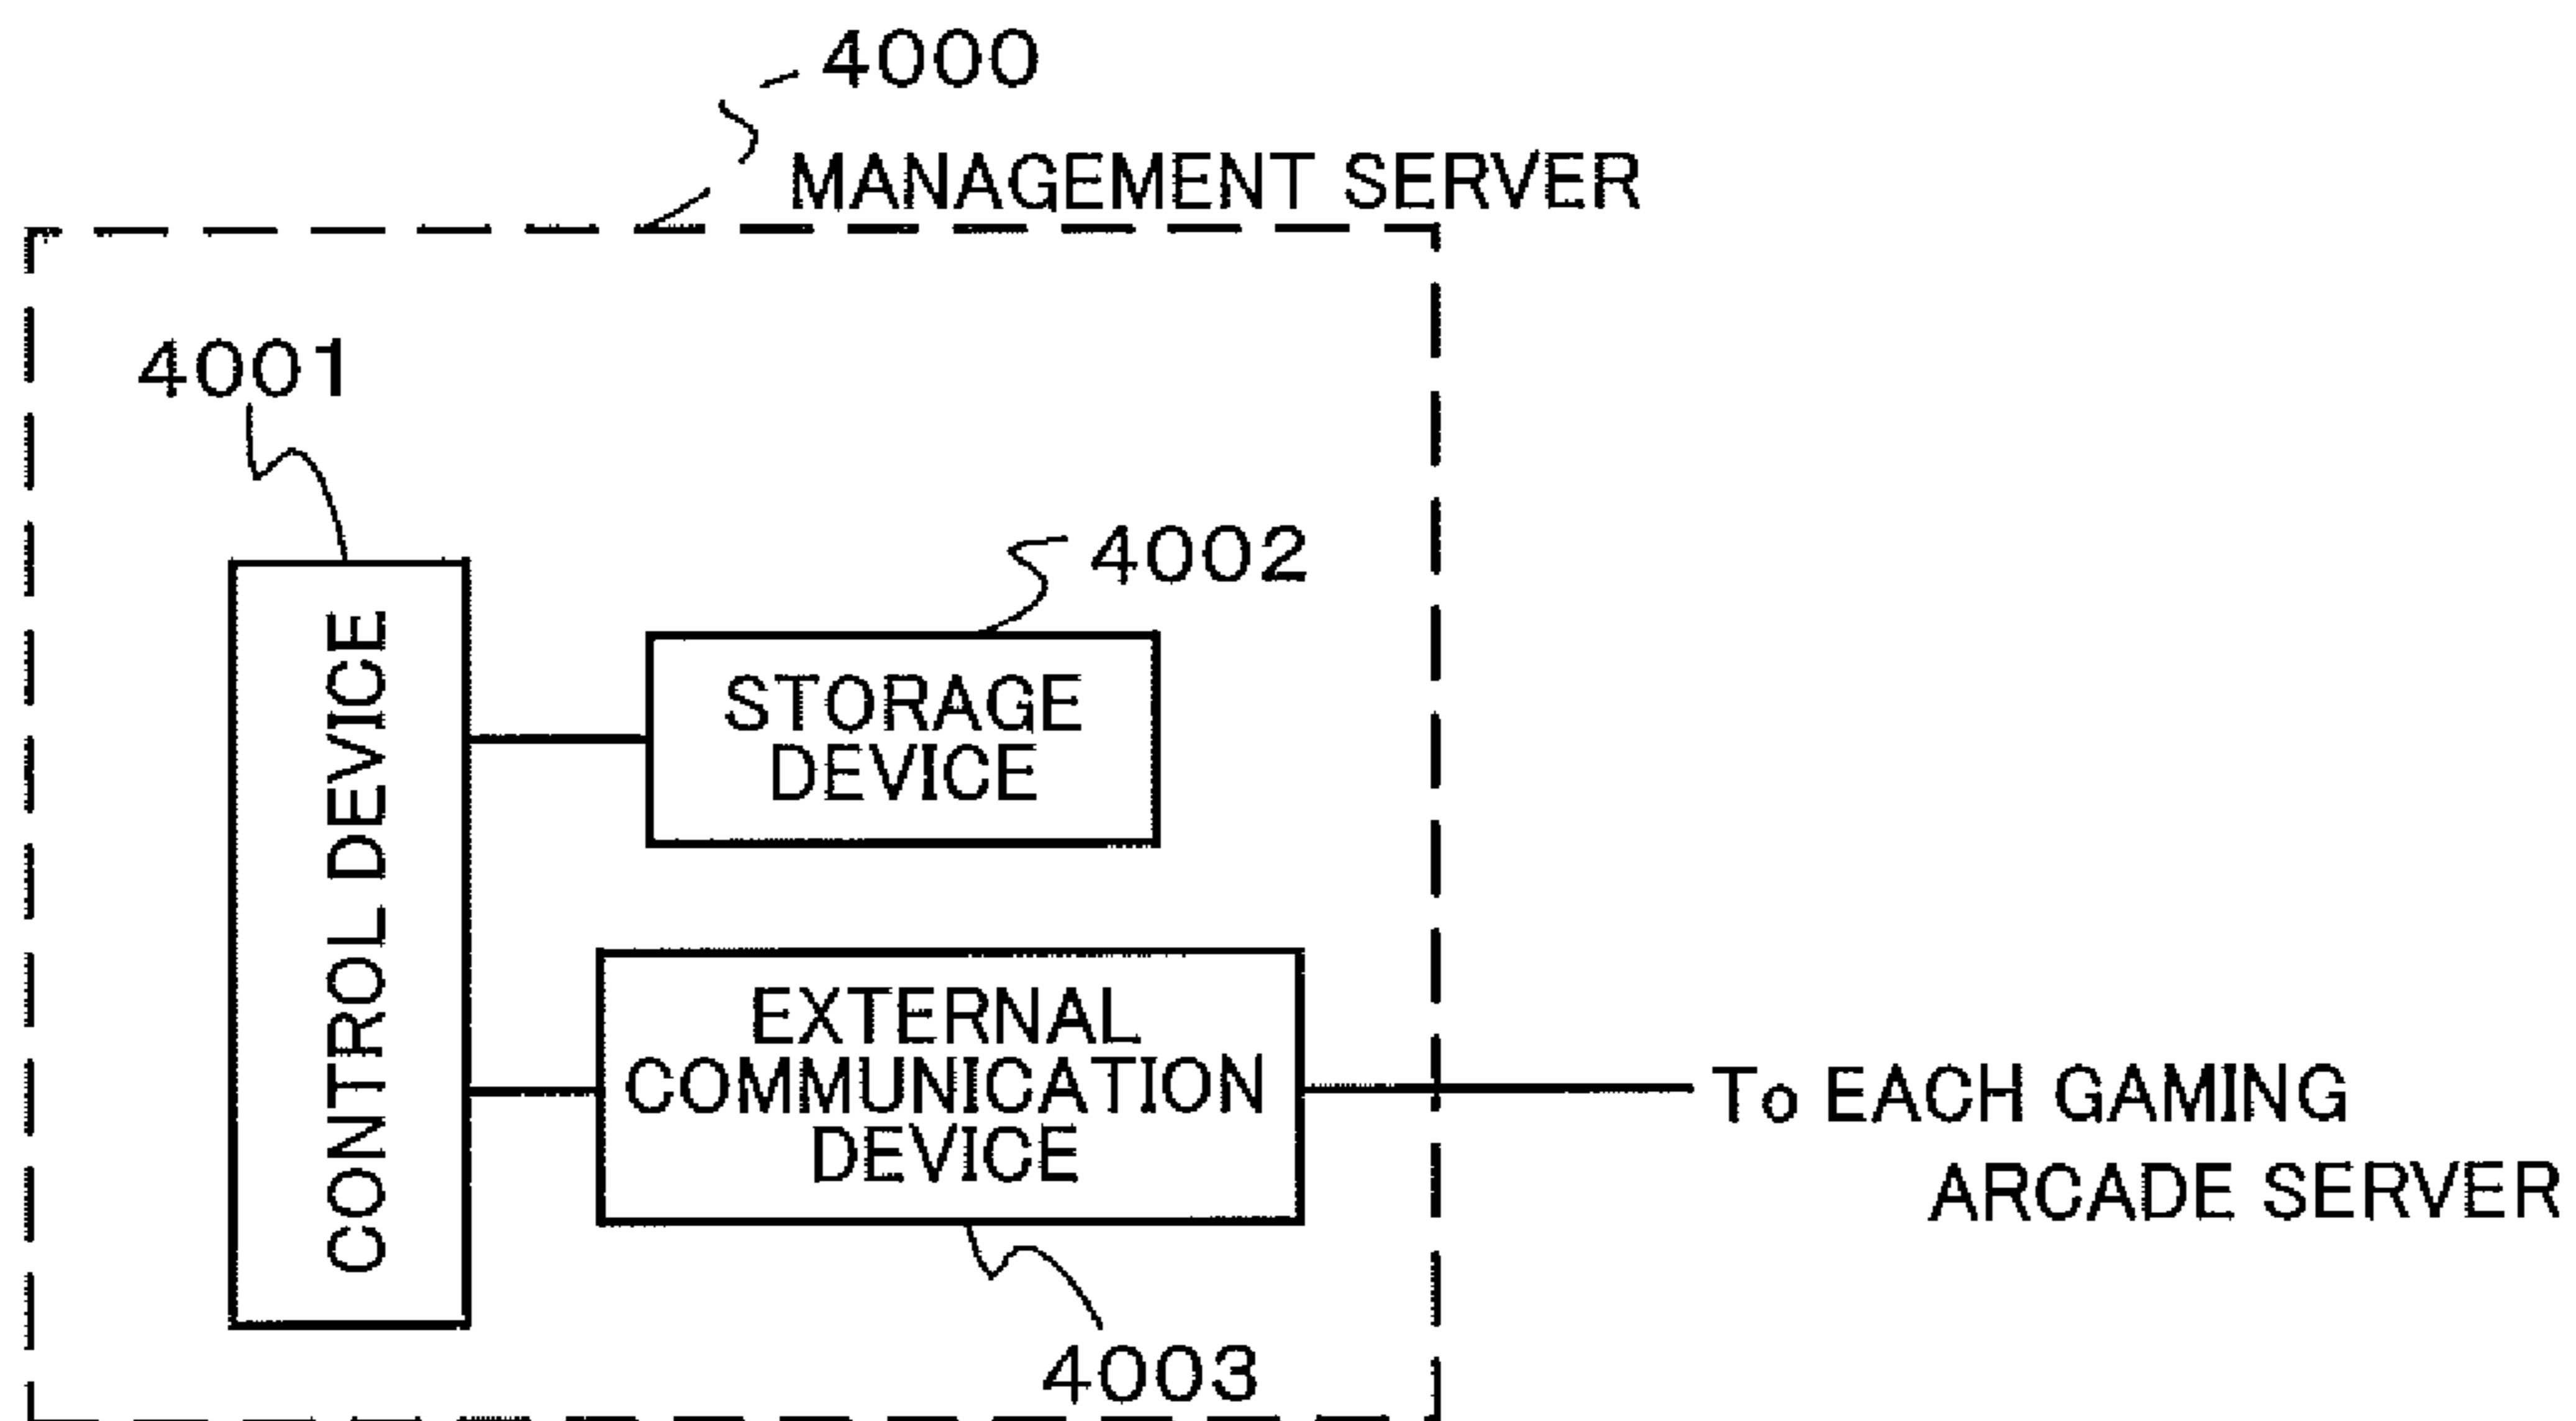 4000
MANAGEMENT SERVER
4001
4002
CONTROL DEVICE
STORAGE
DEVICE
EXTERNAL
COMMUNICATION
DEVICE
To EACH GAMING
ARCADE SERVER
4003